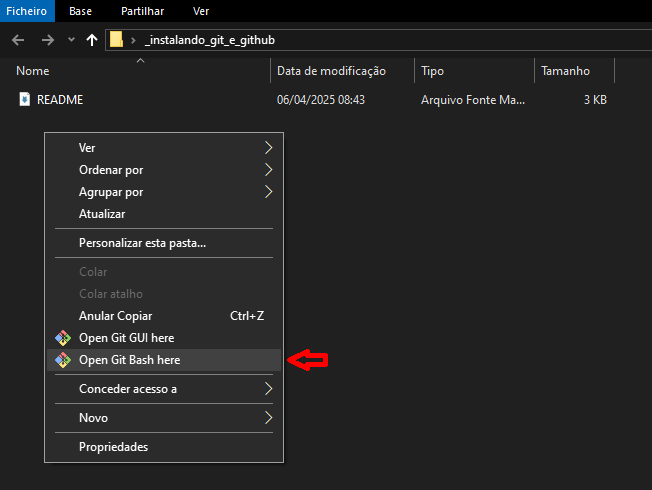 Ficheiro Base Partilhar Ver
_instalando_git_e_github
Nome Data de modificação Tipo Tamanho
README 06/04/2025 08:43 Arquivo Fonte Ma... 3 KB
Ver
Ordenar por
Agrupar por
Atualizar
Personalizar esta pasta...
Colar
Colar atalho
Anular Copiar Ctrl+Z
Open Git GUI here
Open Git Bash here
Conceder acesso a
Novo
Propriedades